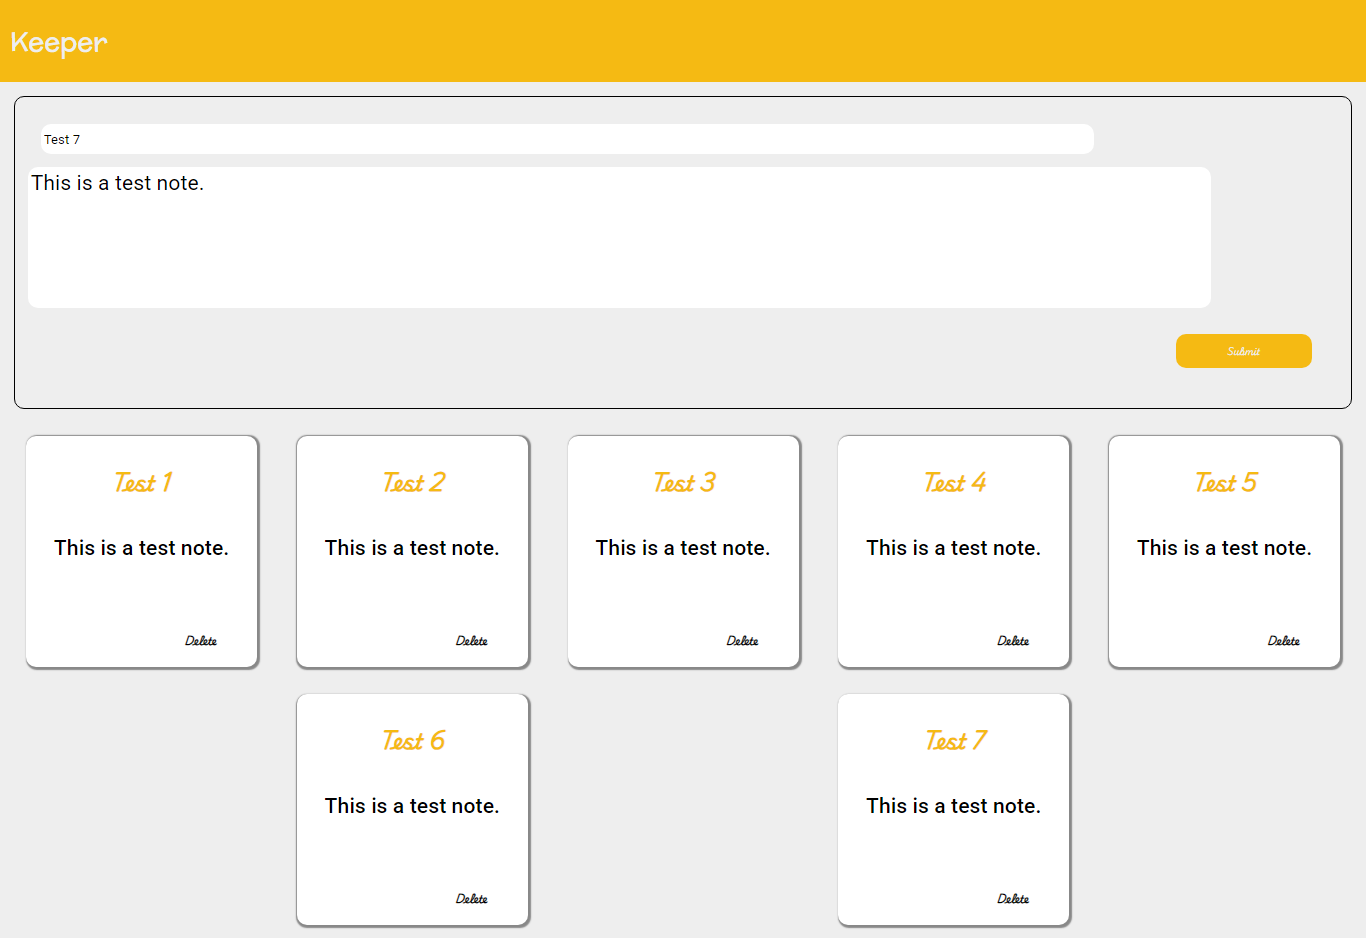 Keeper
Test 7
This is a test note.
Submit
Test 1
This is a test note.
Delete
Test 2
This is a test note.
Delete
Test 3
This is a test note.
Delete
Test 4
This is a test note.
Delete
Test 5
This is a test note.
Delete
Test 6
This is a test note.
Delete
Test 7
This is a test note.
Delete